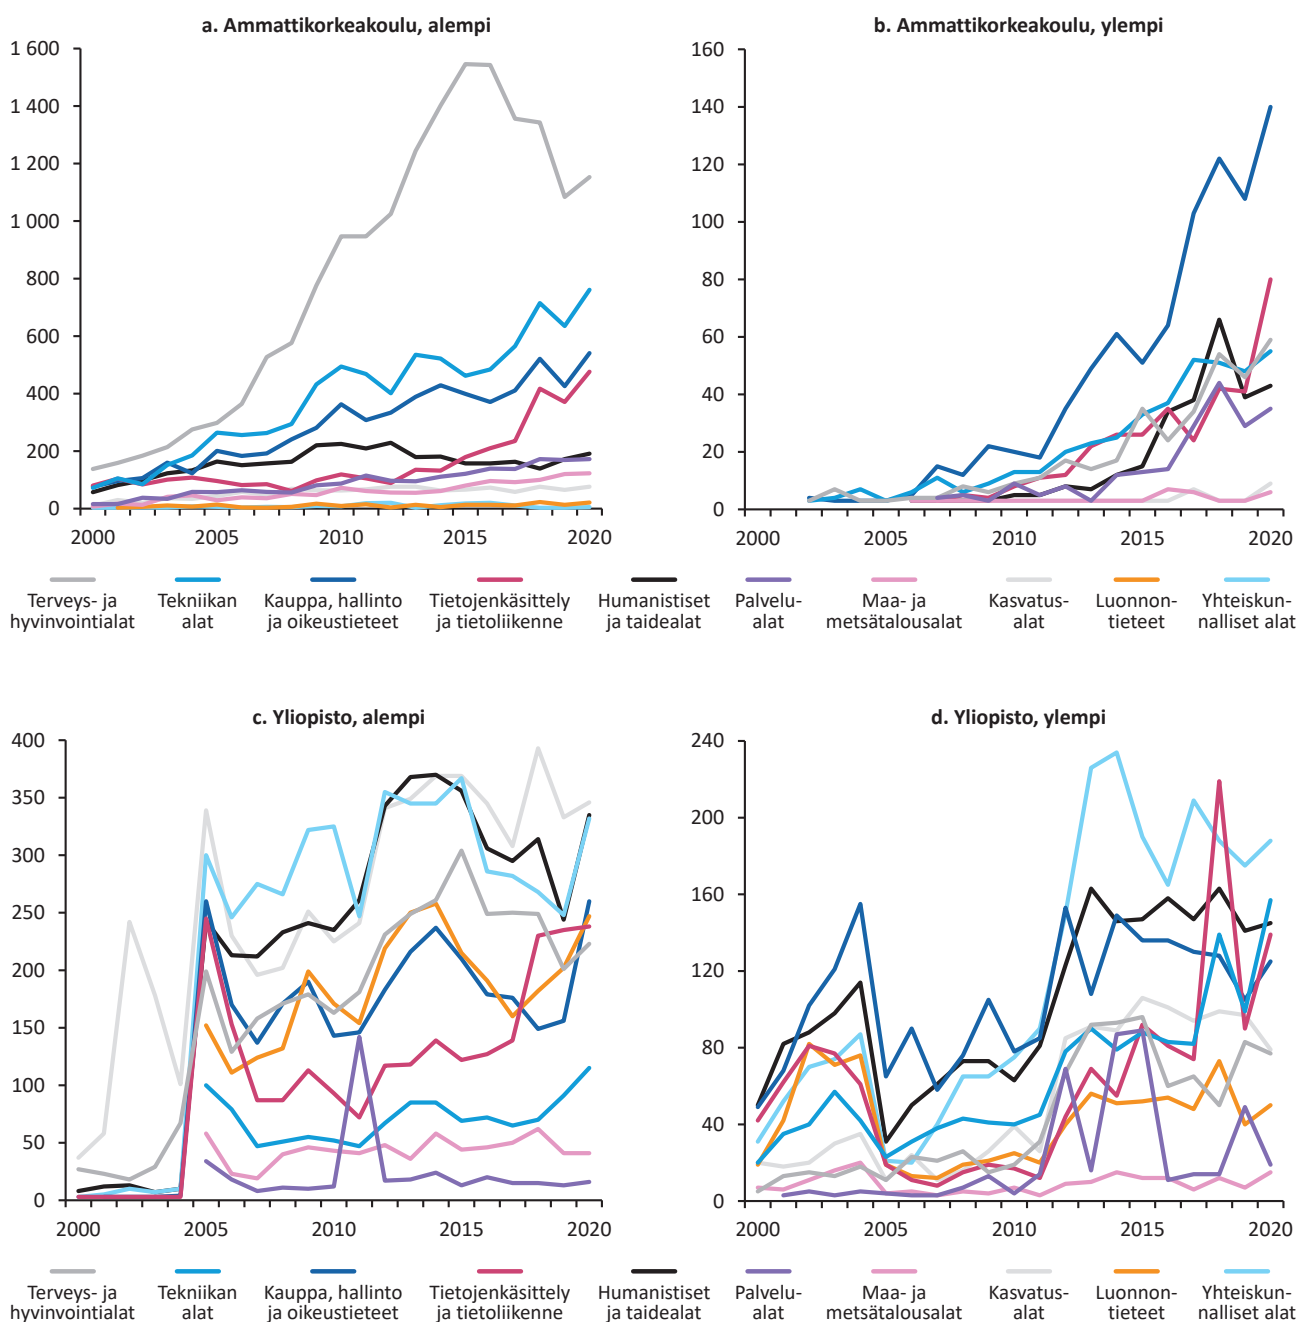 a. Ammattikorkeakoulu, alempi
1 600
1 400
1 200
1 000
800
600
400
200
0
2000 2005 2010 2015 2020
b. Ammattikorkeakoulu, ylempi
160
140
120
100
80
60
40
20
0
2000 2005 2010 2015 2020
Terveys- ja
hyvinvointialat
Tekniikan
alat
Kauppa, hallinto
ja oikeustieteet
Tietojenkäsittely
ja tietoliikenne
Humanistiset
ja taidealat
Palvelu-
alat
Maa- ja
metsätalousalat
Kasvatus-
alat
Luonnon-
tieteet
Yhteiskun-
nalliset alat
c. Yliopisto, alempi
400
350
300
250
200
150
100
50
0
2000 2005 2010 2015 2020
d. Yliopisto, ylempi
240
200
160
120
80
40
0
2000 2005 2010 2015 2020
Terveys- ja
hyvinvointialat
Tekniikan
alat
Kauppa, hallinto
ja oikeustieteet
Tietojenkäsittely
ja tietoliikenne
Humanistiset
ja taidealat
Palvelu-
alat
Maa- ja
metsätalousalat
Kasvatus-
alat
Luonnon-
tieteet
Yhteiskun-
nalliset alat